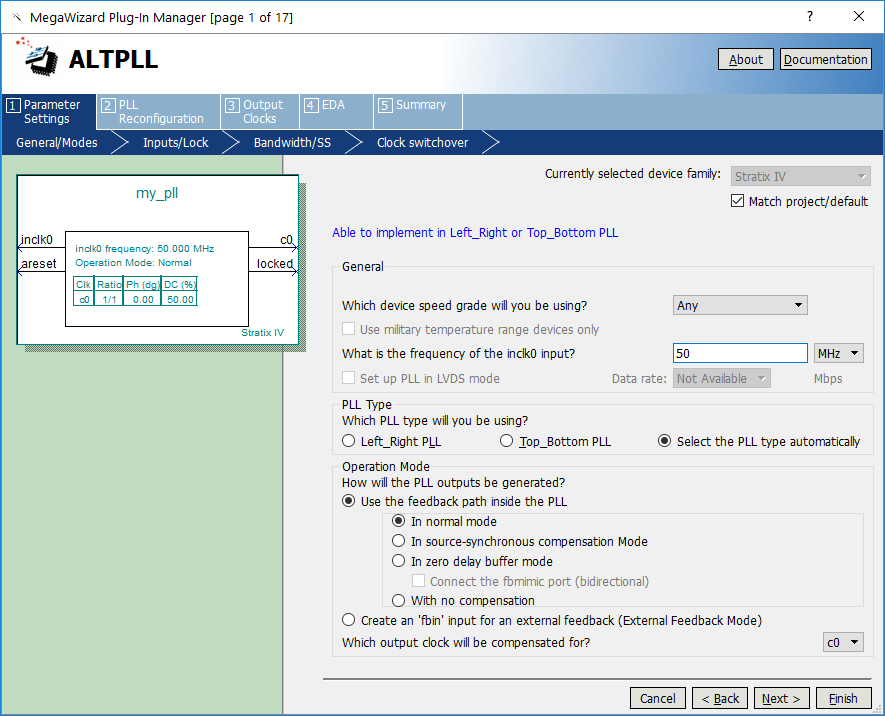 MegaWizard Plug-In Manager [page 1 of 17]
?
ALTPLL
About
Documentation
1 Parameter Settings
2 PLL Reconfiguration
3 Output Clocks
4 EDA
5 Summary
General/Modes
Inputs/Lock
Bandwidth/SS
Clock switchover
my_pll
inclk0
areset
c0
locked
inclk0 frequency: 50.000 MHz
Operation Mode: Normal
Clk Ratio Ph (dg) DC (%)
c0 1/1 0.00 50.00
Stratix IV
Currently selected device family: Stratix IV
Match project/default
Able to implement in Left_Right or Top_Bottom PLL
General
Which device speed grade will you be using? Any
Use military temperature range devices only
What is the frequency of the inclk0 input? 50 MHz
Set up PLL in LVDS mode Data rate: Not Available Mbps
PLL Type
Which PLL type will you be using?
Left_Right PLL Top_Bottom PLL Select the PLL type automatically
Operation Mode
How will the PLL outputs be generated?
Use the feedback path inside the PLL
In normal mode
In source-synchronous compensation Mode
In zero delay buffer mode
Connect the fbmimic port (bidirectional)
With no compensation
Create an 'fbin' input for an external feedback (External Feedback Mode)
Which output clock will be compensated for? c0
Cancel < Back Next > Finish